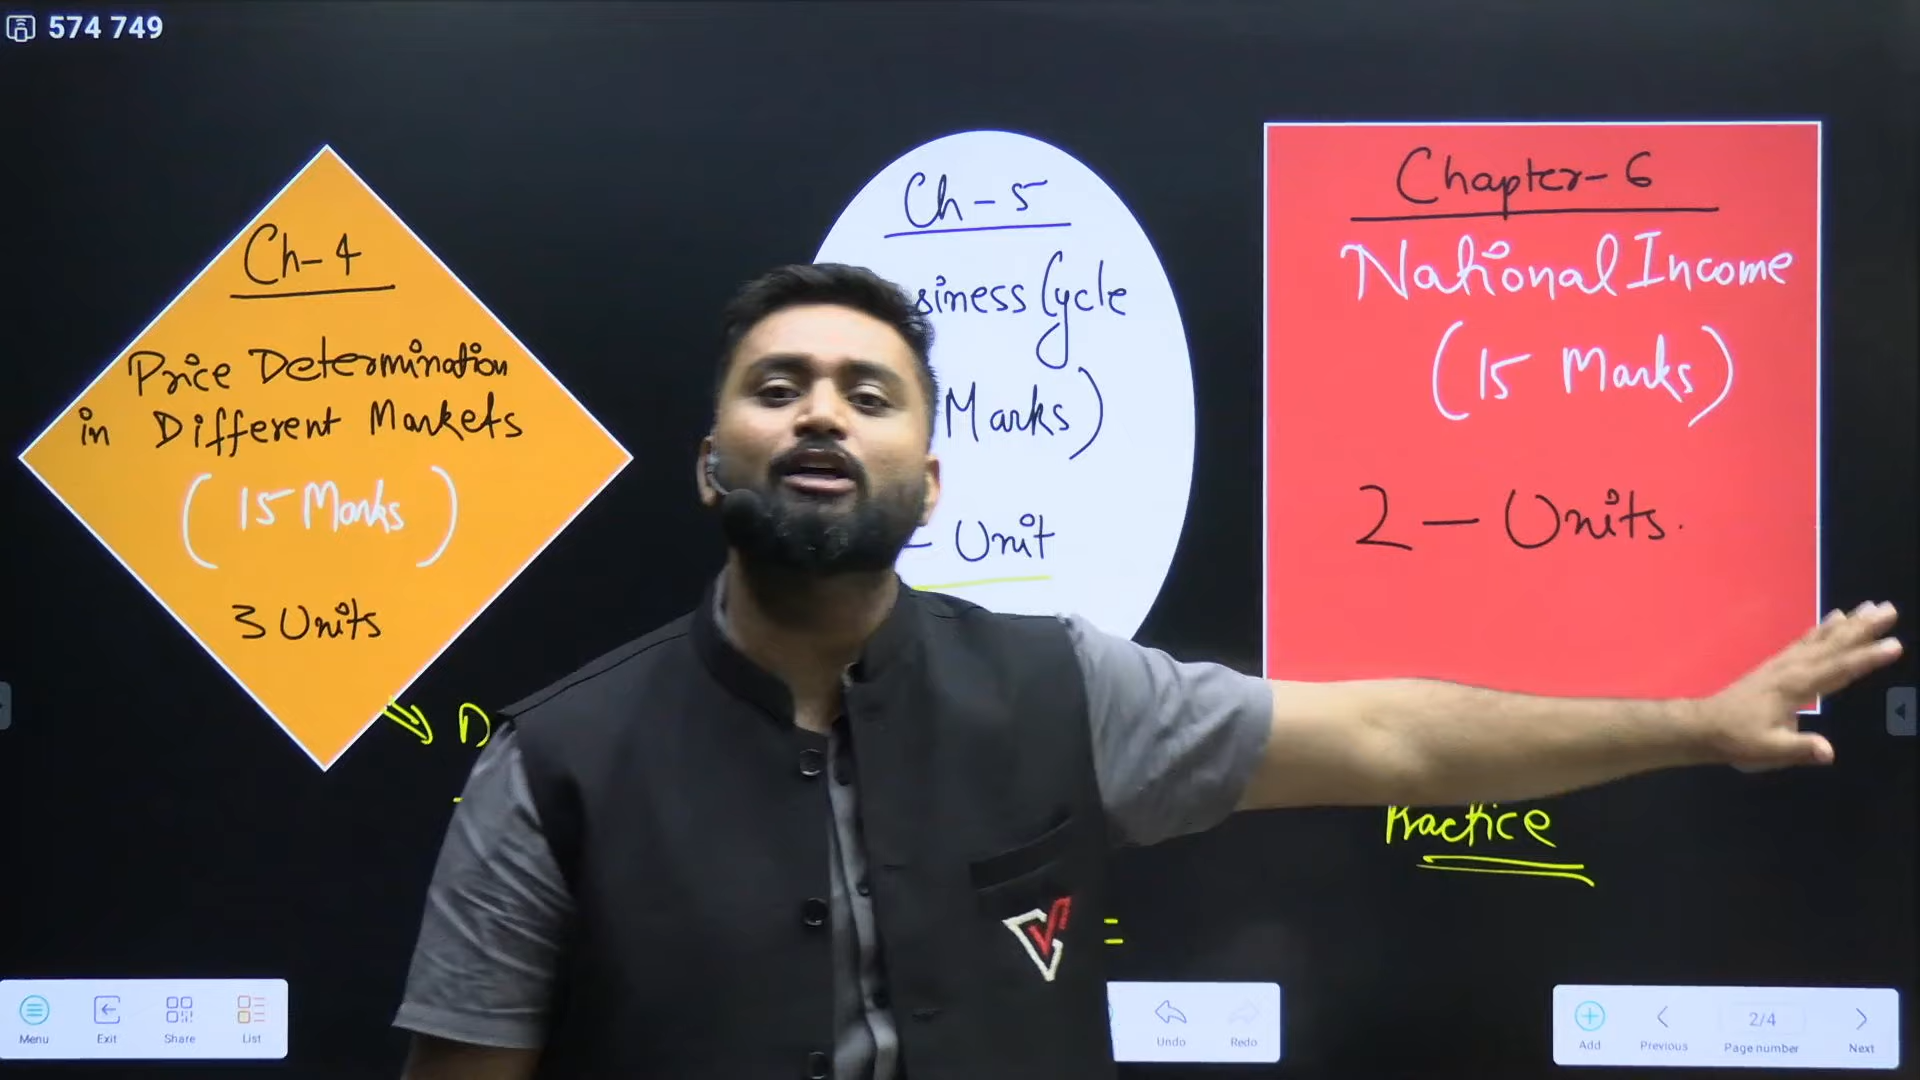 574 749
Ch-4
Price Determination
in Different Markets
(15 Marks)
3 Units
Ch-5
Cycle
Marks)
- Unit
Chapter-6
National Income
(15 Marks)
2 - Units.
Practice
=
Menu
Exit
Share
List
Undo
Redo
Add
Previous
2/4
Page number
Next